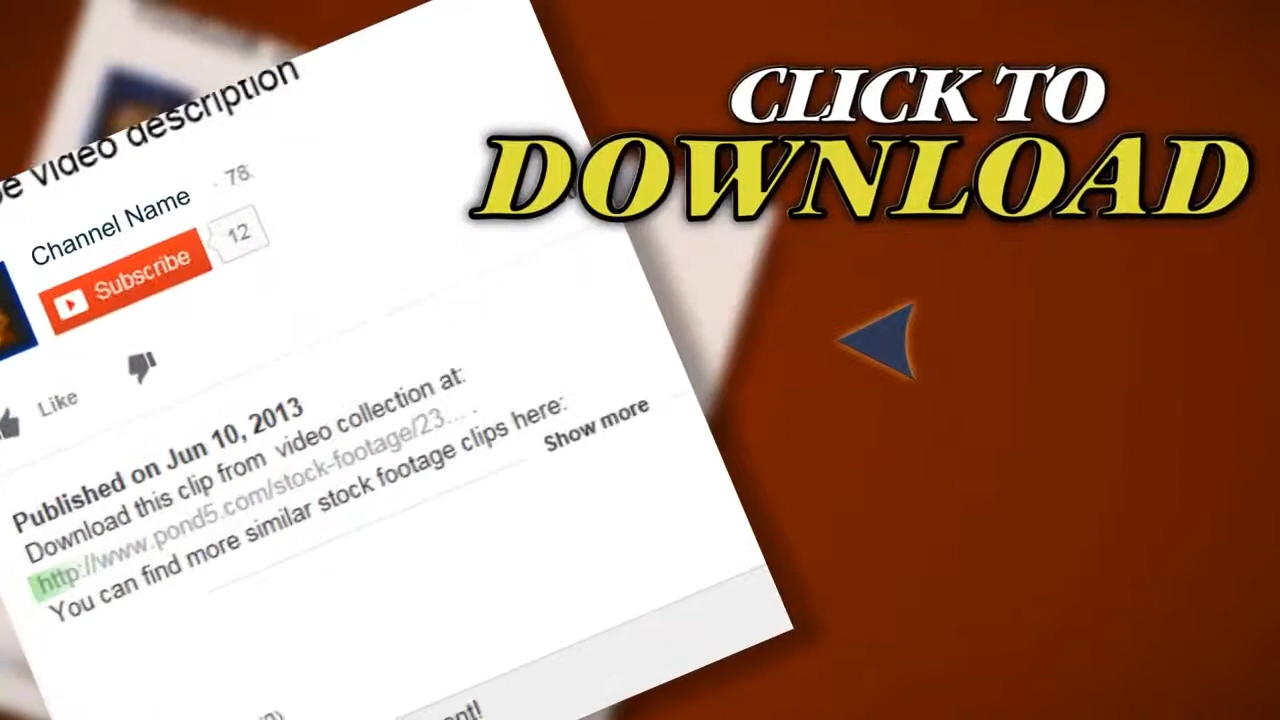 CLICK TO
DOWNLOAD
video description
Channel Name
78
Subscribe
12
Like
Published on Jun 10, 2013
Download this clip from video collection at:
http://www.pond5.com/stock-footage/23...
You can find more similar stock footage clips here:
Show more